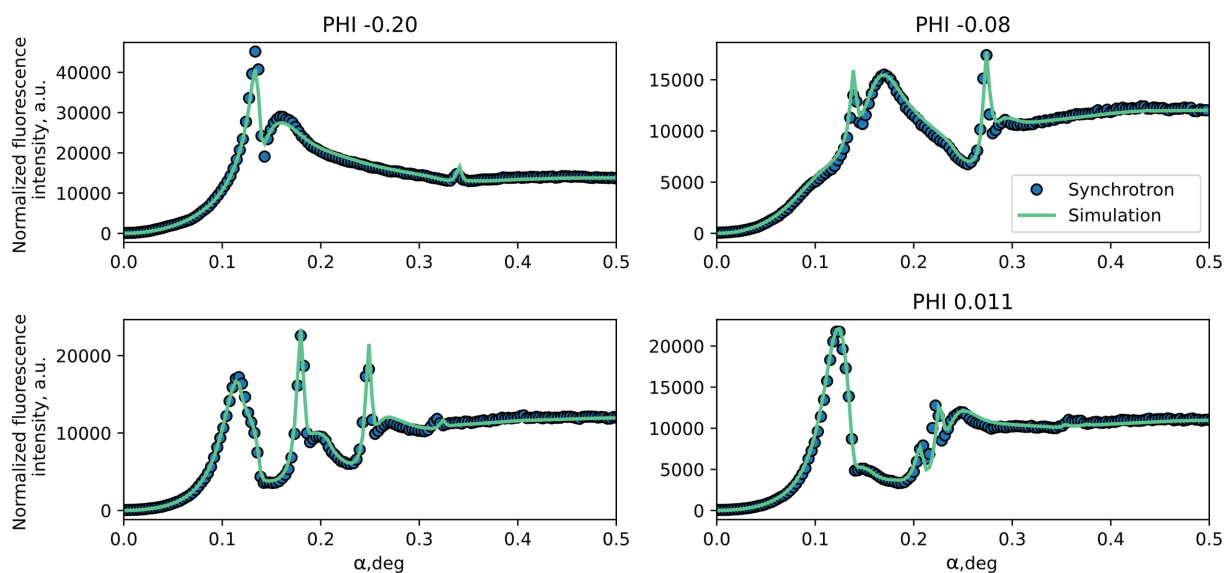 PHI -0.20
Normalized fluorescence
intensity, a.u.
40000
30000
20000
10000
0
0.0 0.1 0.2 0.3 0.4 0.5
PHI -0.08
15000
10000
5000
0
Synchrotron
Simulation
0.0 0.1 0.2 0.3 0.4 0.5
Normalized fluorescence
intensity, a.u.
20000
10000
0
0.0 0.1 0.2 0.3 0.4 0.5
α,deg
PHI 0.011
20000
15000
10000
5000
0
0.0 0.1 0.2 0.3 0.4 0.5
α,deg